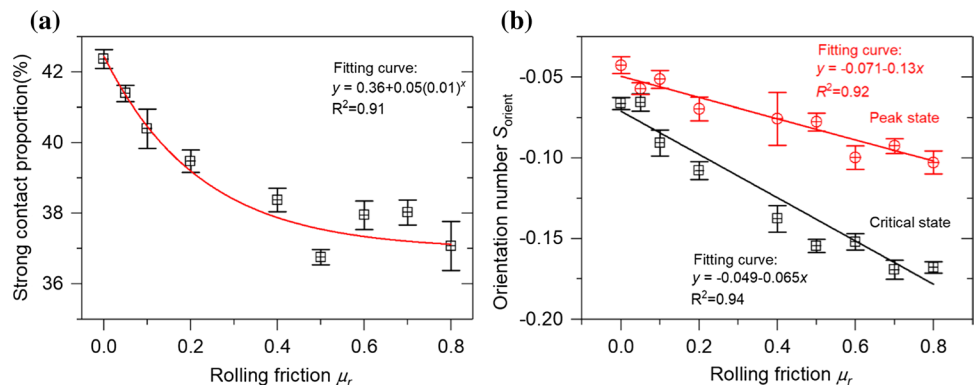 (a)
42
40
38
36
Strong contact proportion(%)
Fitting curve:
y = 0.36+0.05(0.01)^x
R²=0.91
0.0 0.2 0.4 0.6 0.8
Rolling friction μr
(b)
-0.05
-0.10
-0.15
-0.20
Orientation number Sorient
Fitting curve:
y = -0.071-0.13x
R²=0.92
Peak state
Critical state
Fitting curve:
y = -0.049-0.065x
R²=0.94
0.0 0.2 0.4 0.6 0.8
Rolling friction μr